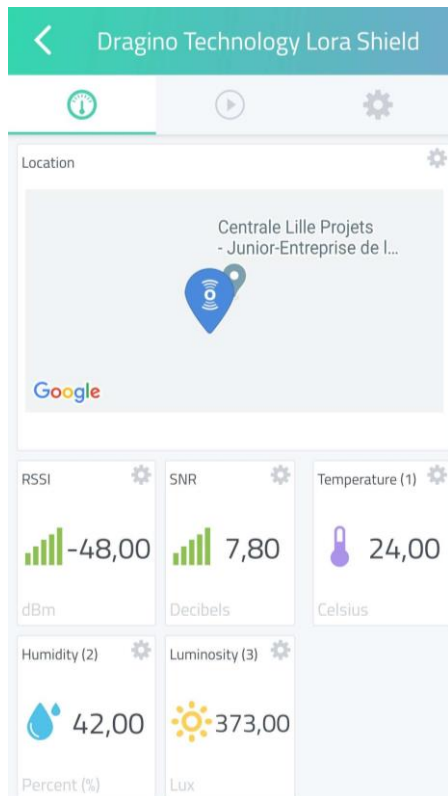 Dragino Technology Lora Shield
Location
Centrale Lille Projets
- Junior-Entreprise de l...
Google
RSSI
-48,00
dBm
SNR
7,80
Decibels
Temperature (1)
24,00
Celsius
Humidity (2)
42,00
Percent (%)
Luminosity (3)
373,00
Lux